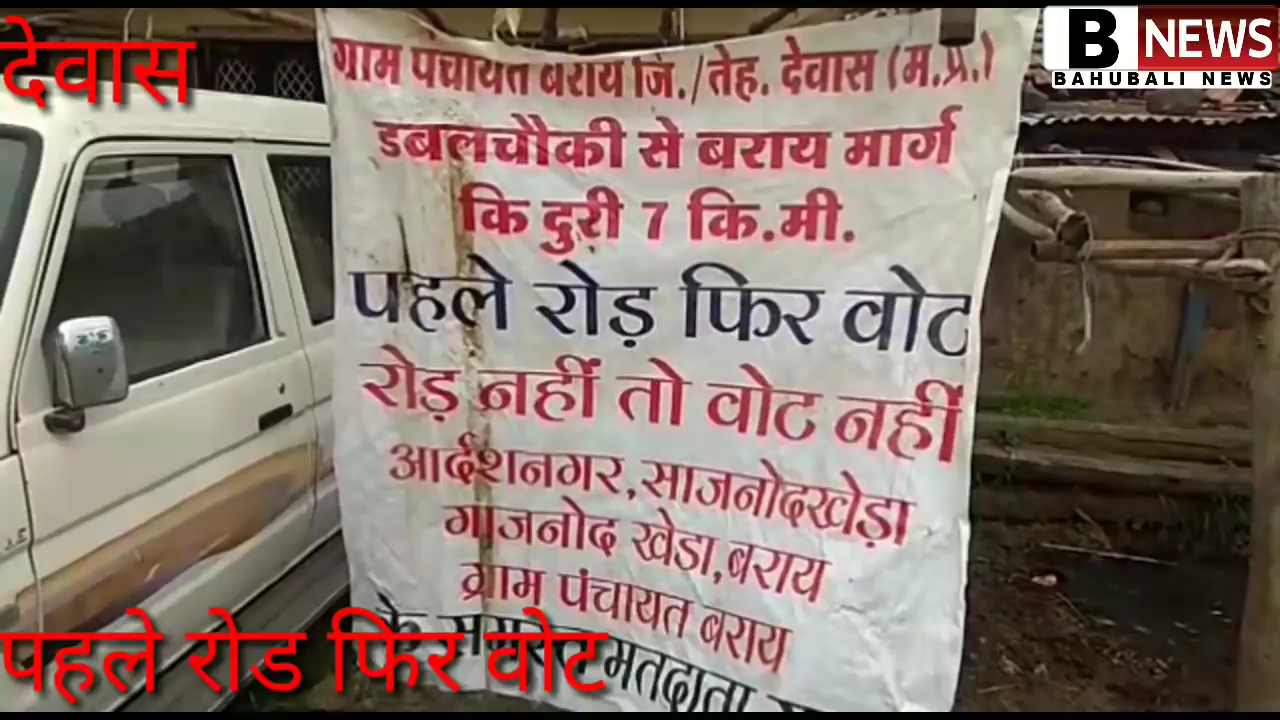 देवास
B NEWS
BAHUBALI NEWS
ग्राम पंचायत बराय जि./तेह. देवास (म.प्र.)
डबलचौकी से बराय मार्ग
कि दुरी 7 कि.मी.
पहले रोड़ फिर वोट
रोड़ नहीं तो वोट नहीं
आर्दशनगर,साजनोदखेड़ा
गाजनोद खेडा,बराय
ग्राम पंचायत बराय
के समस्त मतदाता
पहले रोड फिर वोट